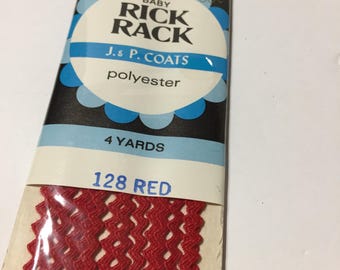 BABY
RICK
RACK
J. & P. COATS
polyester
4 YARDS
128 RED